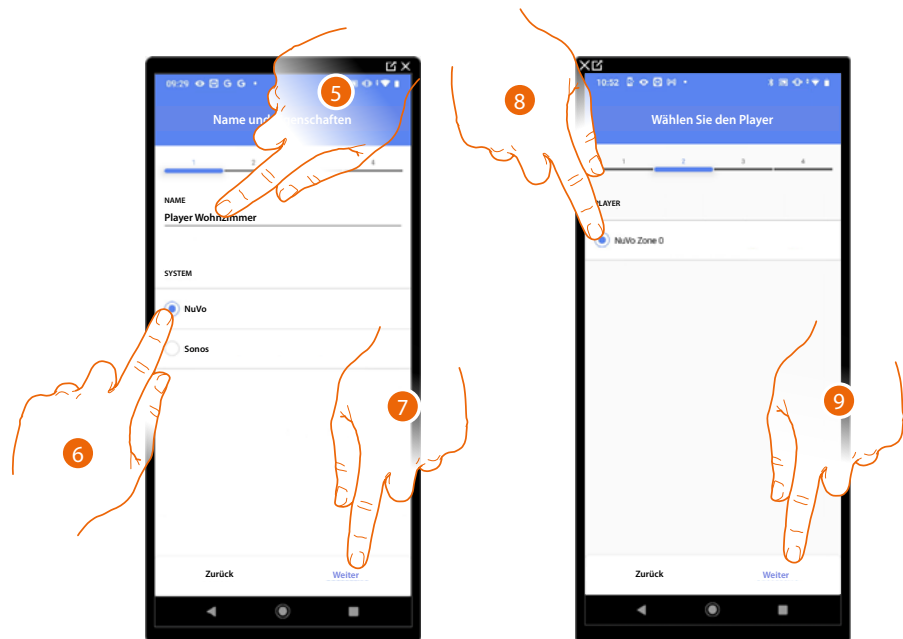 09:29 G G
5
Name und enschaften
1 2 4
NAME
Player Wohnzimmer
SYSTEM
NuVo
Sonos
6
7
Zurück Weiter
8
10:52
Wählen Sie den Player
1 2 3 4
PLAYER
NuVo Zone 0
9
Zurück Weiter